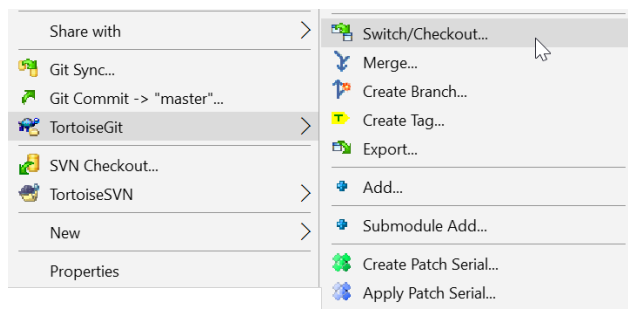 Share with
Git Sync...
Git Commit -> "master"...
TortoiseGit
SVN Checkout...
TortoiseSVN
New
Properties
Switch/Checkout...
Merge...
Create Branch...
Create Tag...
Export...
Add...
Submodule Add...
Create Patch Serial...
Apply Patch Serial...